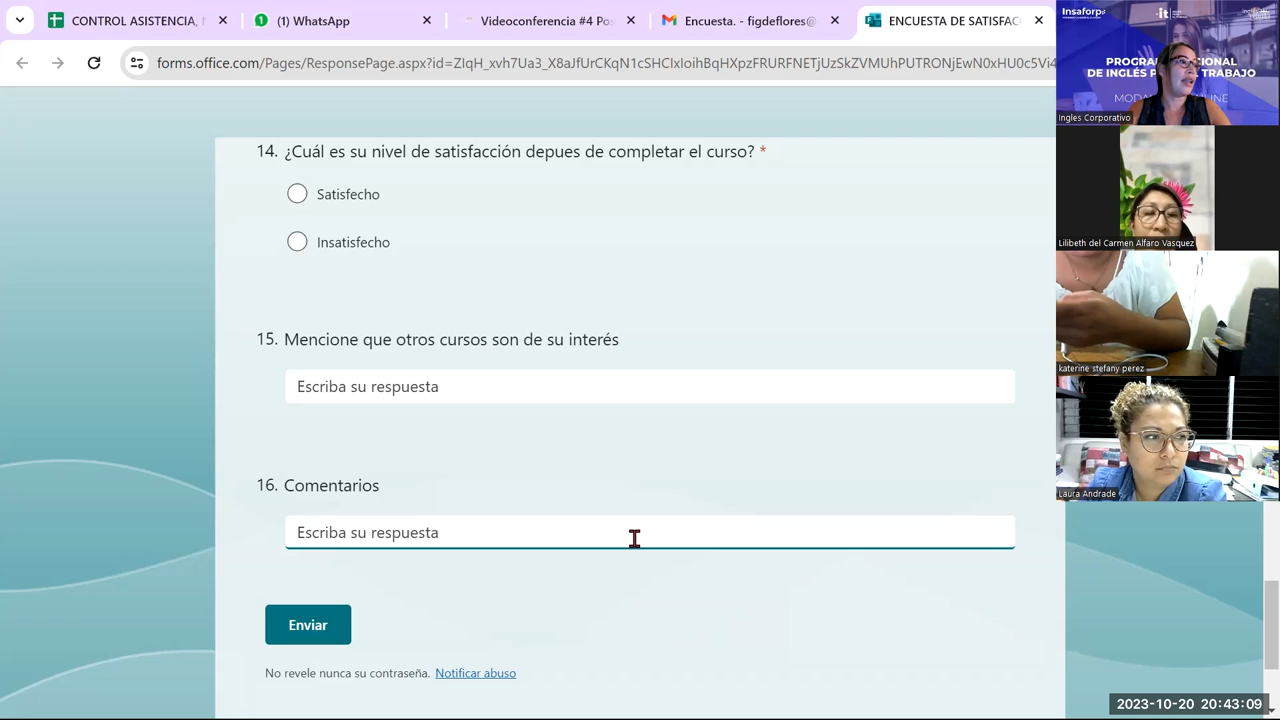 CONTROL ASISTENCIA,
(1) WhatsApp
Videoconferencia #4 Po
Encuesta. - figdeflores@
ENCUESTA DE SATISFAC
forms.office.com/Pages/ResponsePage.aspx?id=
14. ¿Cuál es su nivel de satisfacción depues de completar el curso? *
Satisfecho
Insatisfecho
15. Mencione que otros cursos son de su interés
Escriba su respuesta
16. Comentarios
Escriba su respuesta
Enviar
No revele nunca su contraseña. Notificar abuso
Insaforp
DE INGLÉS
TRABAJO
Ingles Corporativo
Lilibeth del Carmen Alfaro Vasquez
katerine stefany perez
Laura Andrade
2023-10-20 20:43:09